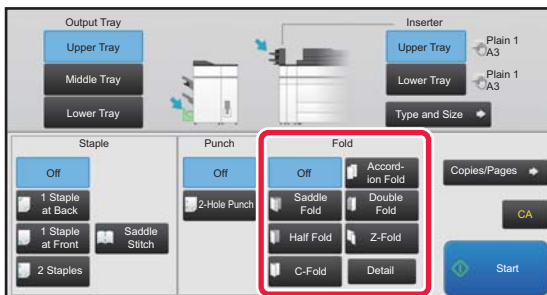 Output Tray
Upper Tray
Middle Tray
Lower Tray
Inserter
Upper Tray
Plain 1
A3
Lower Tray
Plain 1
A3
Type and Size
Staple
Off
1 Staple
at Back
1 Staple
at Front
Saddle
Stitch
2 Staples
Punch
Off
2-Hole Punch
Fold
Off
Accord-
ion Fold
Saddle
Fold
Double
Fold
Half Fold
Z-Fold
C-Fold
Detail
Copies/Pages
CA
Start